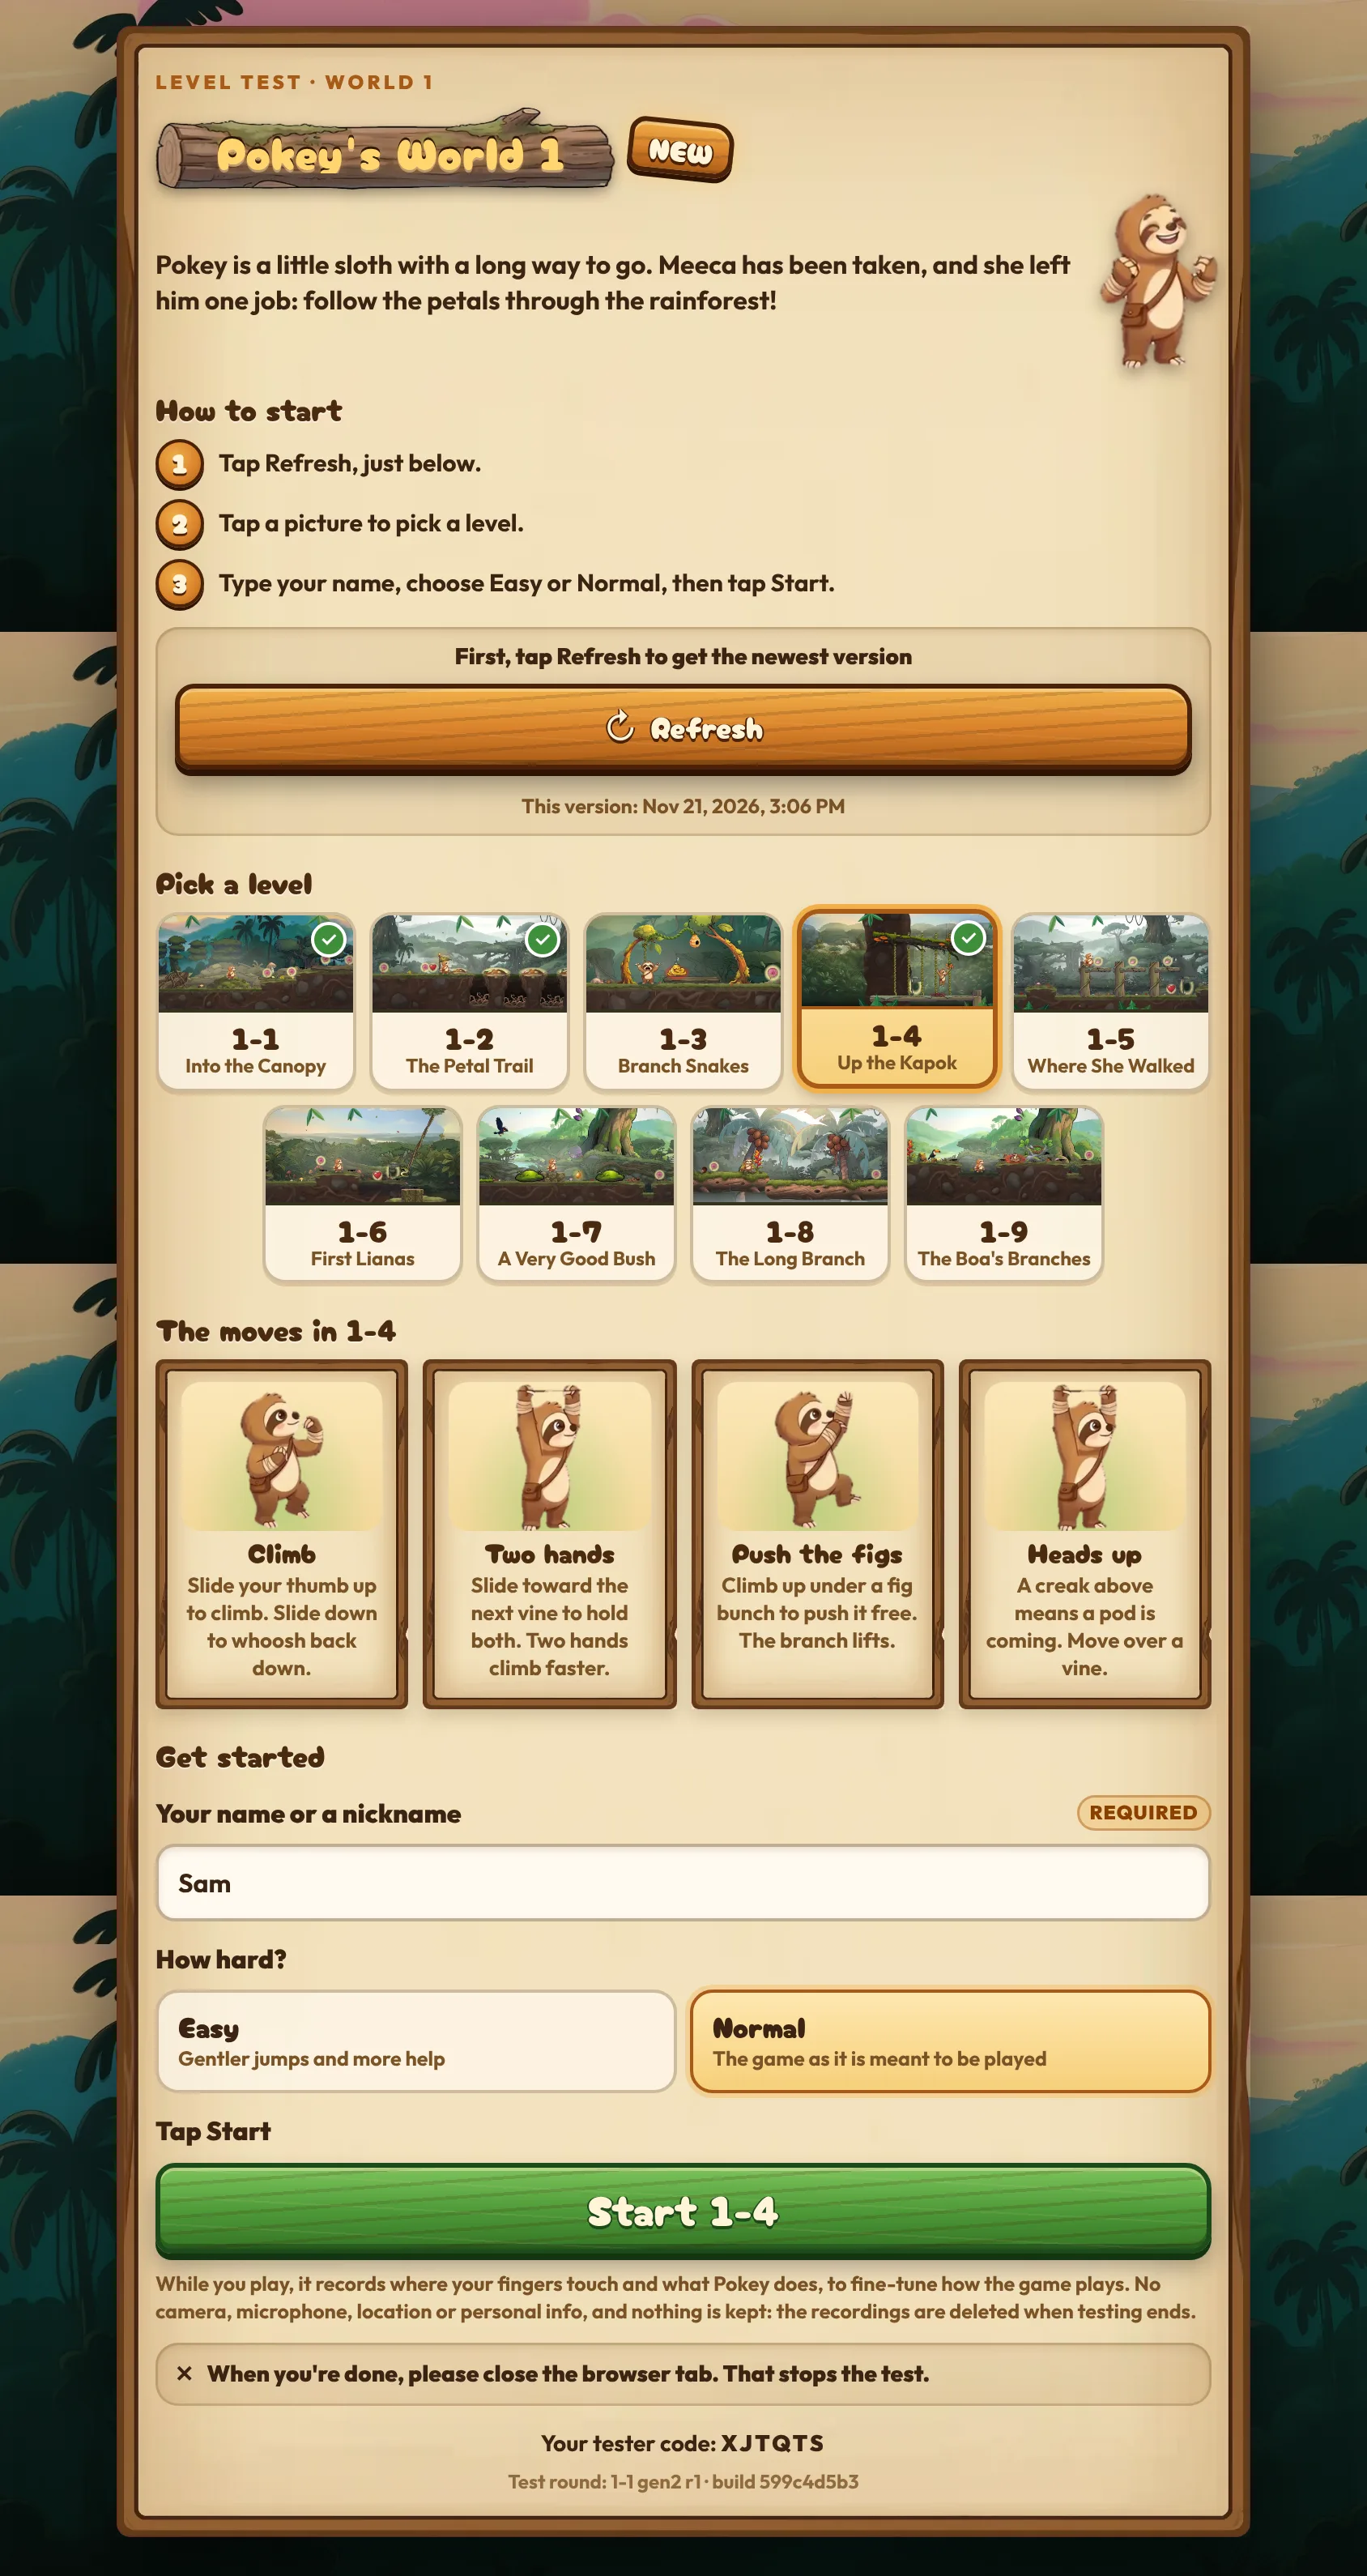 LEVEL TEST · WORLD 1
Pokey's World 1
NEW
Pokey is a little sloth with a long way to go. Meeca has been taken, and she left
him one job: follow the petals through the rainforest!
How to start
1 Tap Refresh, just below.
2 Tap a picture to pick a level.
3 Type your name, choose Easy or Normal, then tap Start.
First, tap Refresh to get the newest version
Refresh
This version: Nov 21, 2026, 3:06 PM
Pick a level
1-1
Into the Canopy
1-2
The Petal Trail
1-3
Branch Snakes
1-4
Up the Kapok
1-5
Where She Walked
1-6
First Lianas
1-7
A Very Good Bush
1-8
The Long Branch
1-9
The Boa's Branches
The moves in 1-4
Climb
Slide your thumb up
to climb. Slide down
to whoosh back
down.
Two hands
Slide toward the
next vine to hold
both. Two hands
climb faster.
Push the figs
Climb up under a fig
bunch to push it free.
The branch lifts.
Heads up
A creak above
means a pod is
coming. Move over a
vine.
Get started
Your name or a nickname
REQUIRED
Sam
How hard?
Easy
Gentler jumps and more help
Normal
The game as it is meant to be played
Tap Start
Start 1-4
While you play, it records where your fingers touch and what Pokey does, to fine-tune how the game plays. No
camera, microphone, location or personal info, and nothing is kept: the recordings are deleted when testing ends.
✕ When you're done, please close the browser tab. That stops the test.
Your tester code: XJTQTS
Test round: 1-1 gen2 r1 · build 599c4d5b3